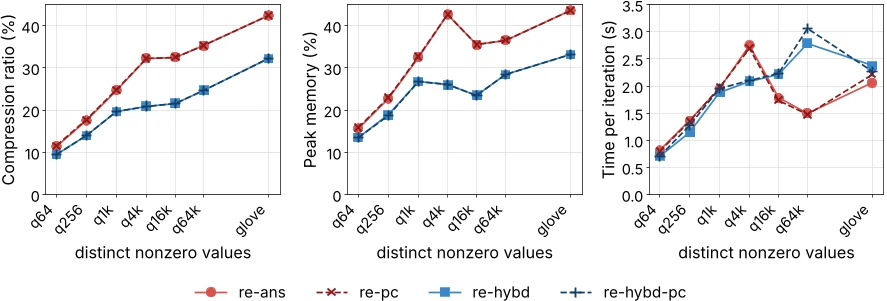 Compression ratio (%)
40
30
20
10
0
q64
q256
q1k
q4k
q16k
q64k
glove
distinct nonzero values
Peak memory (%)
40
30
20
10
0
q64
q256
q1k
q4k
q16k
q64k
glove
distinct nonzero values
Time per iteration (s)
3.5
3.0
2.5
2.0
1.5
1.0
0.5
0.0
q64
q256
q1k
q4k
q16k
q64k
glove
distinct nonzero values
re-ans
re-pc
re-hybd
re-hybd-pc